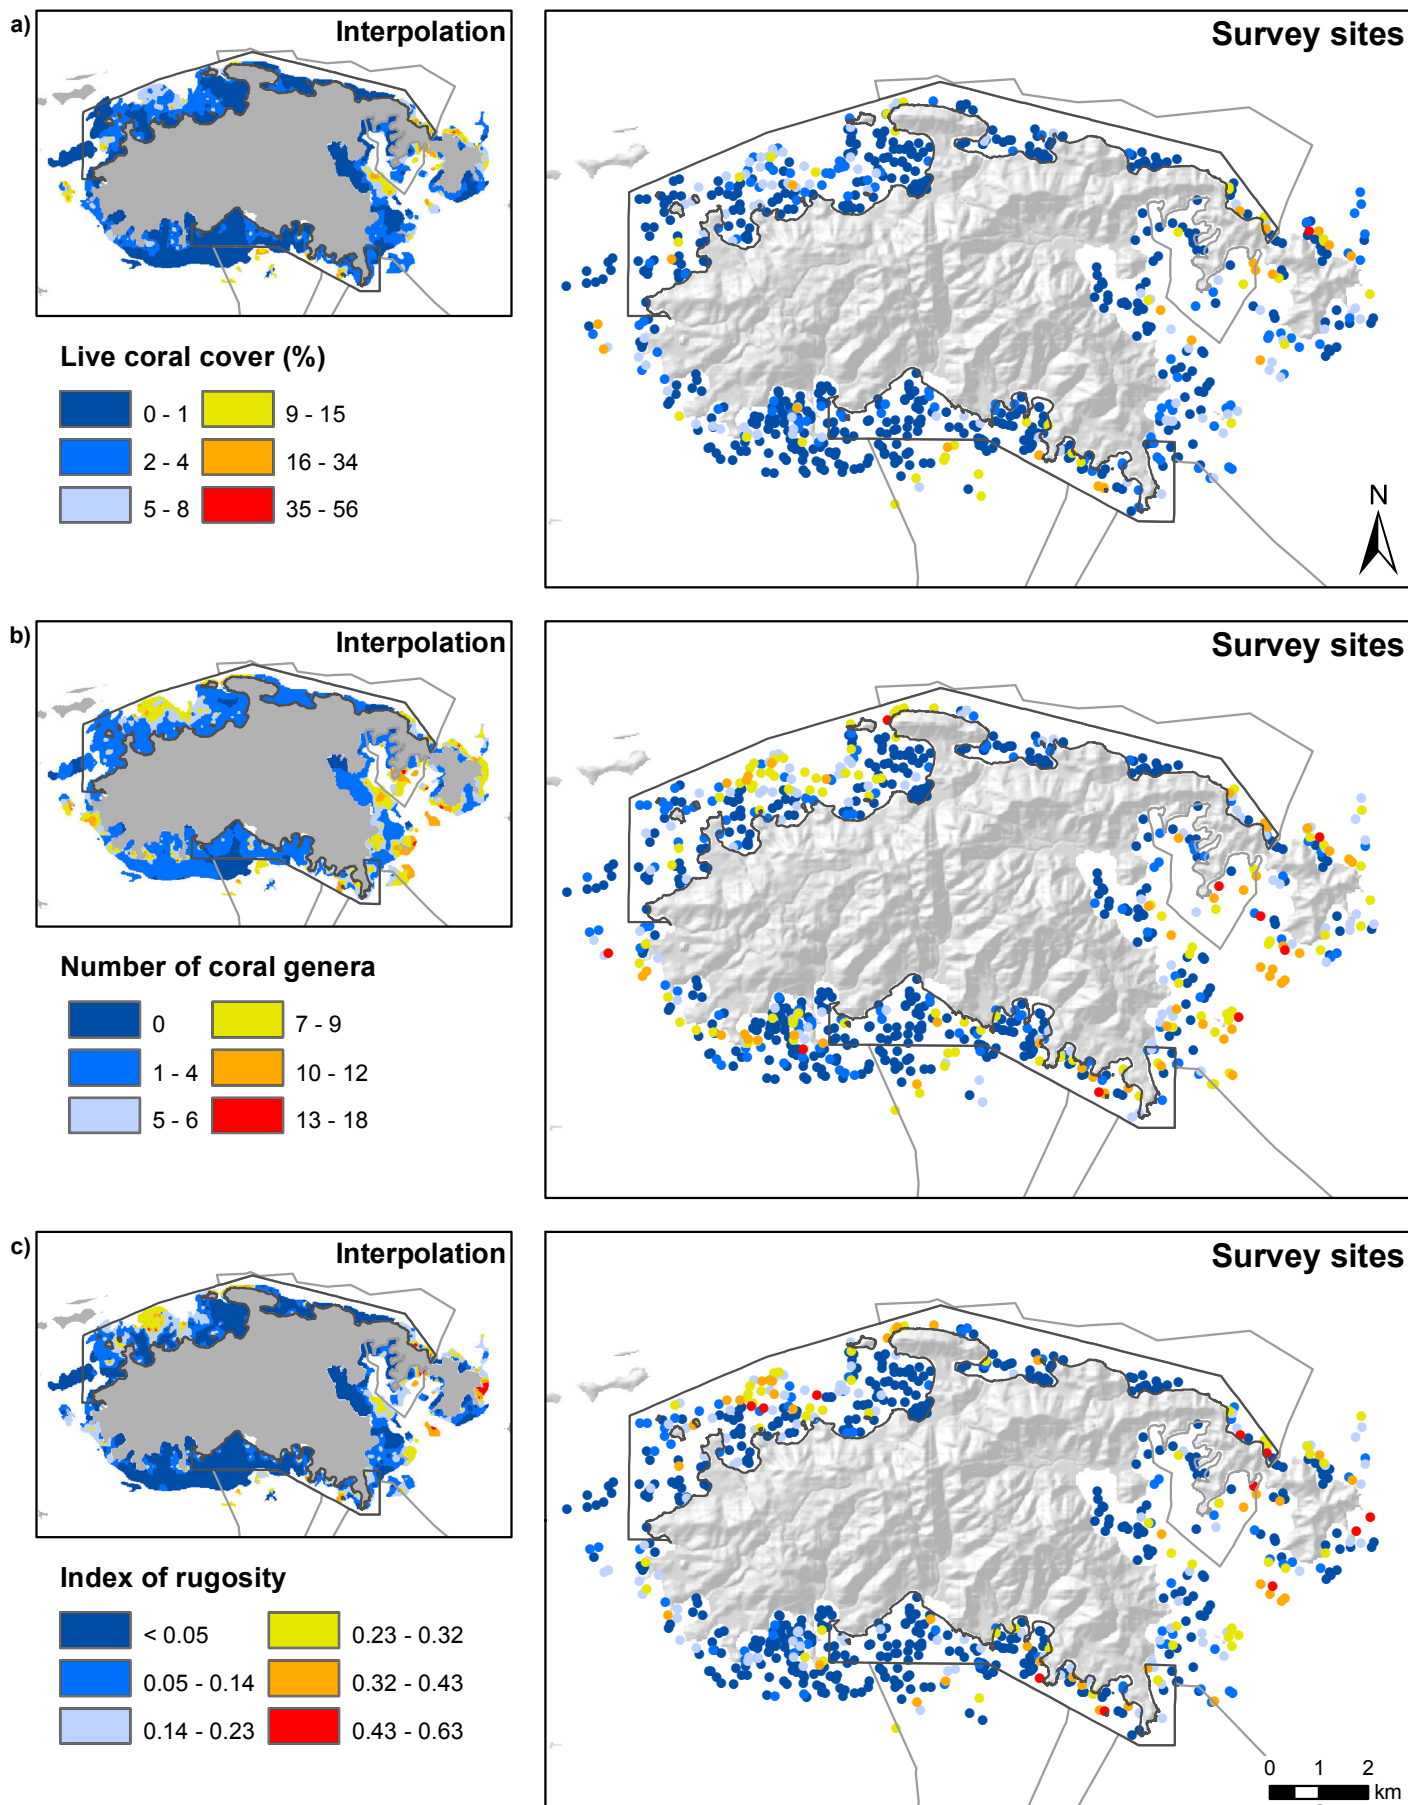 a)
Interpolation
Survey sites
Live coral cover (%)
0 - 1
9 - 15
2 - 4
16 - 34
5 - 8
35 - 56
N
b)
Interpolation
Survey sites
Number of coral genera
0
7 - 9
1 - 4
10 - 12
5 - 6
13 - 18
c)
Interpolation
Survey sites
Index of rugosity
< 0.05
0.23 - 0.32
0.05 - 0.14
0.32 - 0.43
0.14 - 0.23
0.43 - 0.63
0 1 2
km